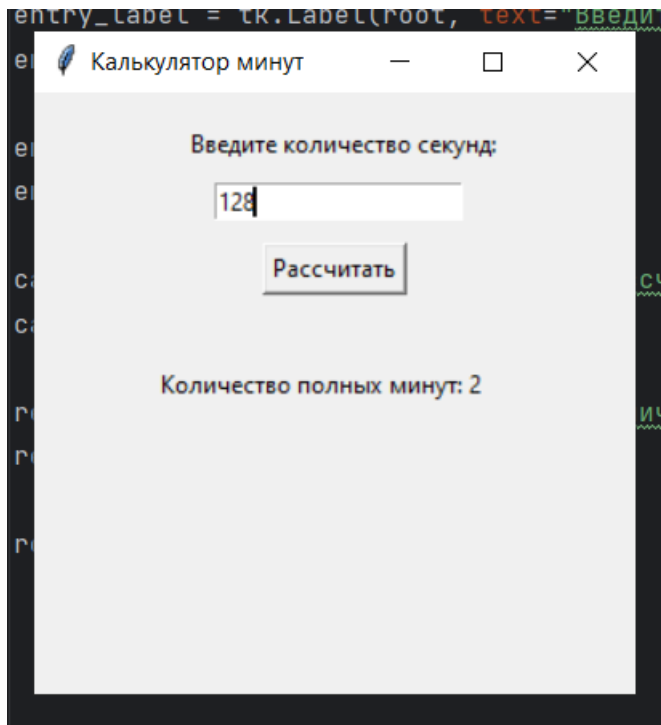 entry_label = tk.Label(root, text="Введи
Калькулятор минут
Введите количество секунд:
128
Рассчитать
Количество полных минут: 2